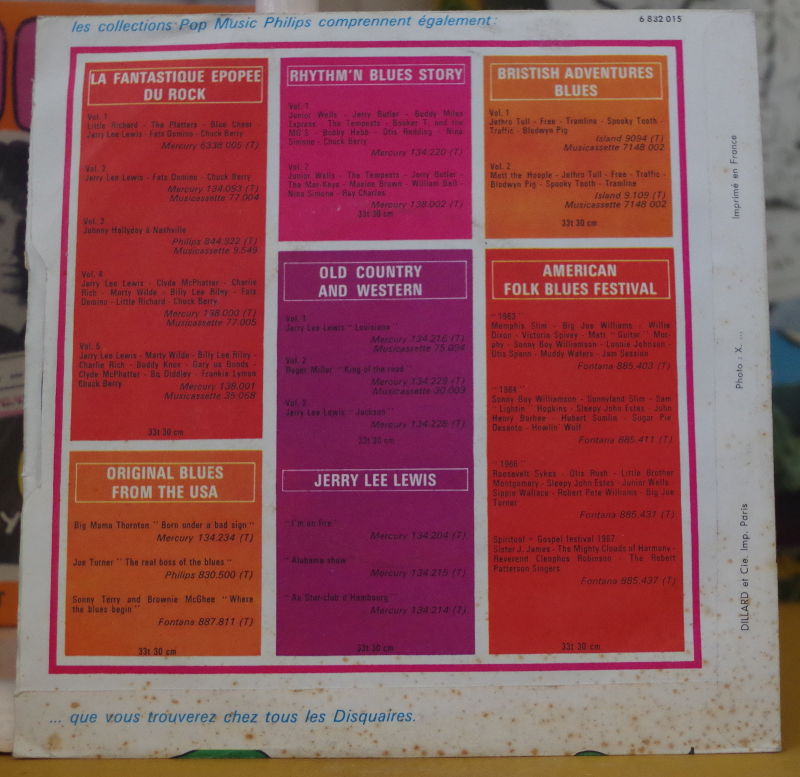 les collections Pop Music Philips comprennent également:
6 832 015
LA FANTASTIQUE EPOPEE
DU ROCK
Vol. 1
Little Richard - The Platters - Blue Cheer -
Jerry Lee Lewis - Fats Domino - Chuck Berry
Mercury 6338 005 (T)
Vol. 2
Jerry Lee Lewis - Fats Domino - Chuck Berry
Mercury 134.093 (T)
Musicassette 77.004
Vol. 3
Johnny Hallyday à Nashville
Philips 844.922 (T)
Musicassette 9.549
Vol. 4
Jerry Lee Lewis - Clyde McPhatter - Charlie
Rich - Marty Wilde - Billy Lee Riley - Fats
Domino - Little Richard - Chuck Berry
Mercury 138.000 (T)
Musicassette 77.005
Vol. 5
Jerry Lee Lewis - Marty Wilde - Billy Lee Riley -
Charlie Rich - Buddy Knox - Gary us Bonds -
Clyde McPhatter - Bo Diddley - Frankie Lymon
Chuck Berry
Mercury 138.001
Musicassette 35.068
33t 30 cm
ORIGINAL BLUES
FROM THE USA
Big Mama Thornton " Born under a bad sign "
Mercury 134.234 (T)
Joe Turner " The real boss of the blues "
Philips 830.500 (T)
Sonny Terry and Brownie McGhee " Where
the blues begin "
Fontana 887.811 (T)
33t 30 cm
RHYTHM'N BLUES STORY
Vol. 1
Junior Wells - Jerry Butler - Buddy Miles
Express - The Tempests - Booker T. and the
MG'S - Bobby Hebb - Otis Redding - Nina
Simone - Chuck Berry
Mercury 134.220 (T)
Vol. 2
Junior Wells - The Tempests - Jerry Butler -
The Mar-Keys - Maxine Brown - William Bell -
Nina Simone - Ray Charles
Mercury 138.002 (T)
33t 30 cm
OLD COUNTRY
AND WESTERN
Vol. 1
Jerry Lee Lewis " Louisiana "
Mercury 134.216 (T)
Musicassette 75.094
Vol. 2
Roger Miller " King of the road "
Mercury 134.229 (T)
Musicassette 30.003
Vol. 3
Jerry Lee Lewis " Jackson "
Mercury 134.228 (T)
33t 30 cm
JERRY LEE LEWIS
" I'm on fire "
Mercury 134.204 (T)
" Alabama show "
Mercury 134.215 (T)
" Au Star-club d'Hambourg "
Mercury 134.214 (T)
33t 30 cm
BRISTISH ADVENTURES
BLUES
Vol. 1
Jethro Tull - Free - Tramline - Spooky Tooth -
Traffic - Blodwyn Pig
Island 9094 (T)
Musicassette 7148 002
Vol. 2
Mott the Hoople - Jethro Tull - Free - Traffic -
Blodwyn Pig - Spooky Tooth - Tramline
Island 9.109 (T)
Musicassette 7148 002
33t 30 cm
AMERICAN
FOLK BLUES FESTIVAL
" 1963 "
Memphis Slim - Big Joe Williams - Willie
Dixon - Victoria Spivey - Matt " Guitar " Mur-
phy - Sonny Boy Williamson - Lonnie Johnson -
Otis Spann - Muddy Waters - Jam Session
Fontana 885.403 (T)
" 1964 "
Sonny Boy Williamson - Sunnyland Slim - Sam
" Lightin " Hopkins - Sleepy John Estes - John
Henry Barbee - Hubert Sumlin - Sugar Pie
Desanto - Howlin' Wolf
Fontana 885.411 (T)
" 1966 "
Roosevelt Sykes - Otis Rush - Little Brother
Montgomery - Sleepy John Estes - Junior Wells -
Sippie Wallace - Robert Pete Williams - Big Joe
Turner
Fontana 885.431 (T)
Spiritual - Gospel festival 1967
Sister J. James - The Mighty Clouds of Harmony -
Reverend Cleophus Robinson - The Robert
Patterson Singers
Fontana 885.437 (T)
33t 30 cm
Imprimé en France
Photo : X. ...
DILLARD et Cie. Imp. Paris
... que vous trouverez chez tous les Disquaires.